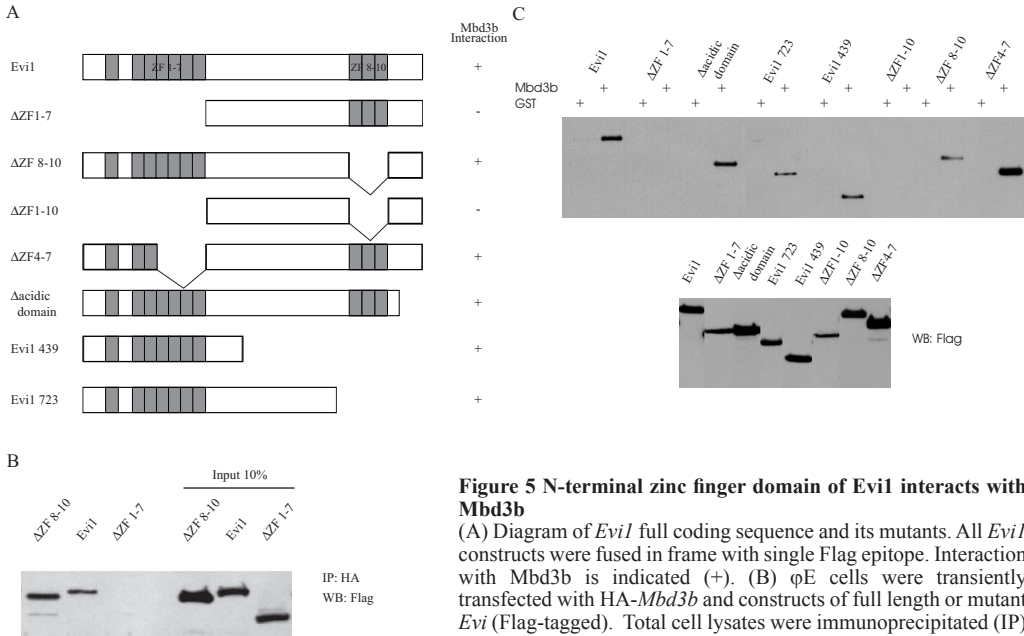 A
Mbd3b
Interaction
Evi1 ZF 1-7 ZF 8-10 +
ΔZF1-7 -
ΔZF 8-10 +
ΔZF1-10 -
ΔZF4-7 +
Δacidic
domain +
Evi1 439 +
Evi1 723 +
B
Input 10%
ΔZF 8-10 Evi1 ΔZF 1-7 ΔZF 8-10 Evi1 ΔZF 1-7
IP: HA
WB: Flag
C
Evi1 ΔZF 1-7 Δacidic domain Evi1 723 Evi1 439 ΔZF1-10 ΔZF 8-10 ΔZF4-7
Mbd3b + + + + + + + +
GST + + + + + + + +
Evi1 ΔZF 1-7 Δacidic domain Evi1 723 Evi1 439 ΔZF1-10 ΔZF 8-10 ΔZF4-7
WB: Flag
Figure 5 N-terminal zinc finger domain of Evi1 interacts with
Mbd3b
(A) Diagram of Evi1 full coding sequence and its mutants. All Evi1
constructs were fused in frame with single Flag epitope. Interaction
with Mbd3b is indicated (+). (B) φE cells were transiently
transfected with HA-Mbd3b and constructs of full length or mutant
Evi (Flag-tagged). Total cell lysates were immunoprecipitated (IP)